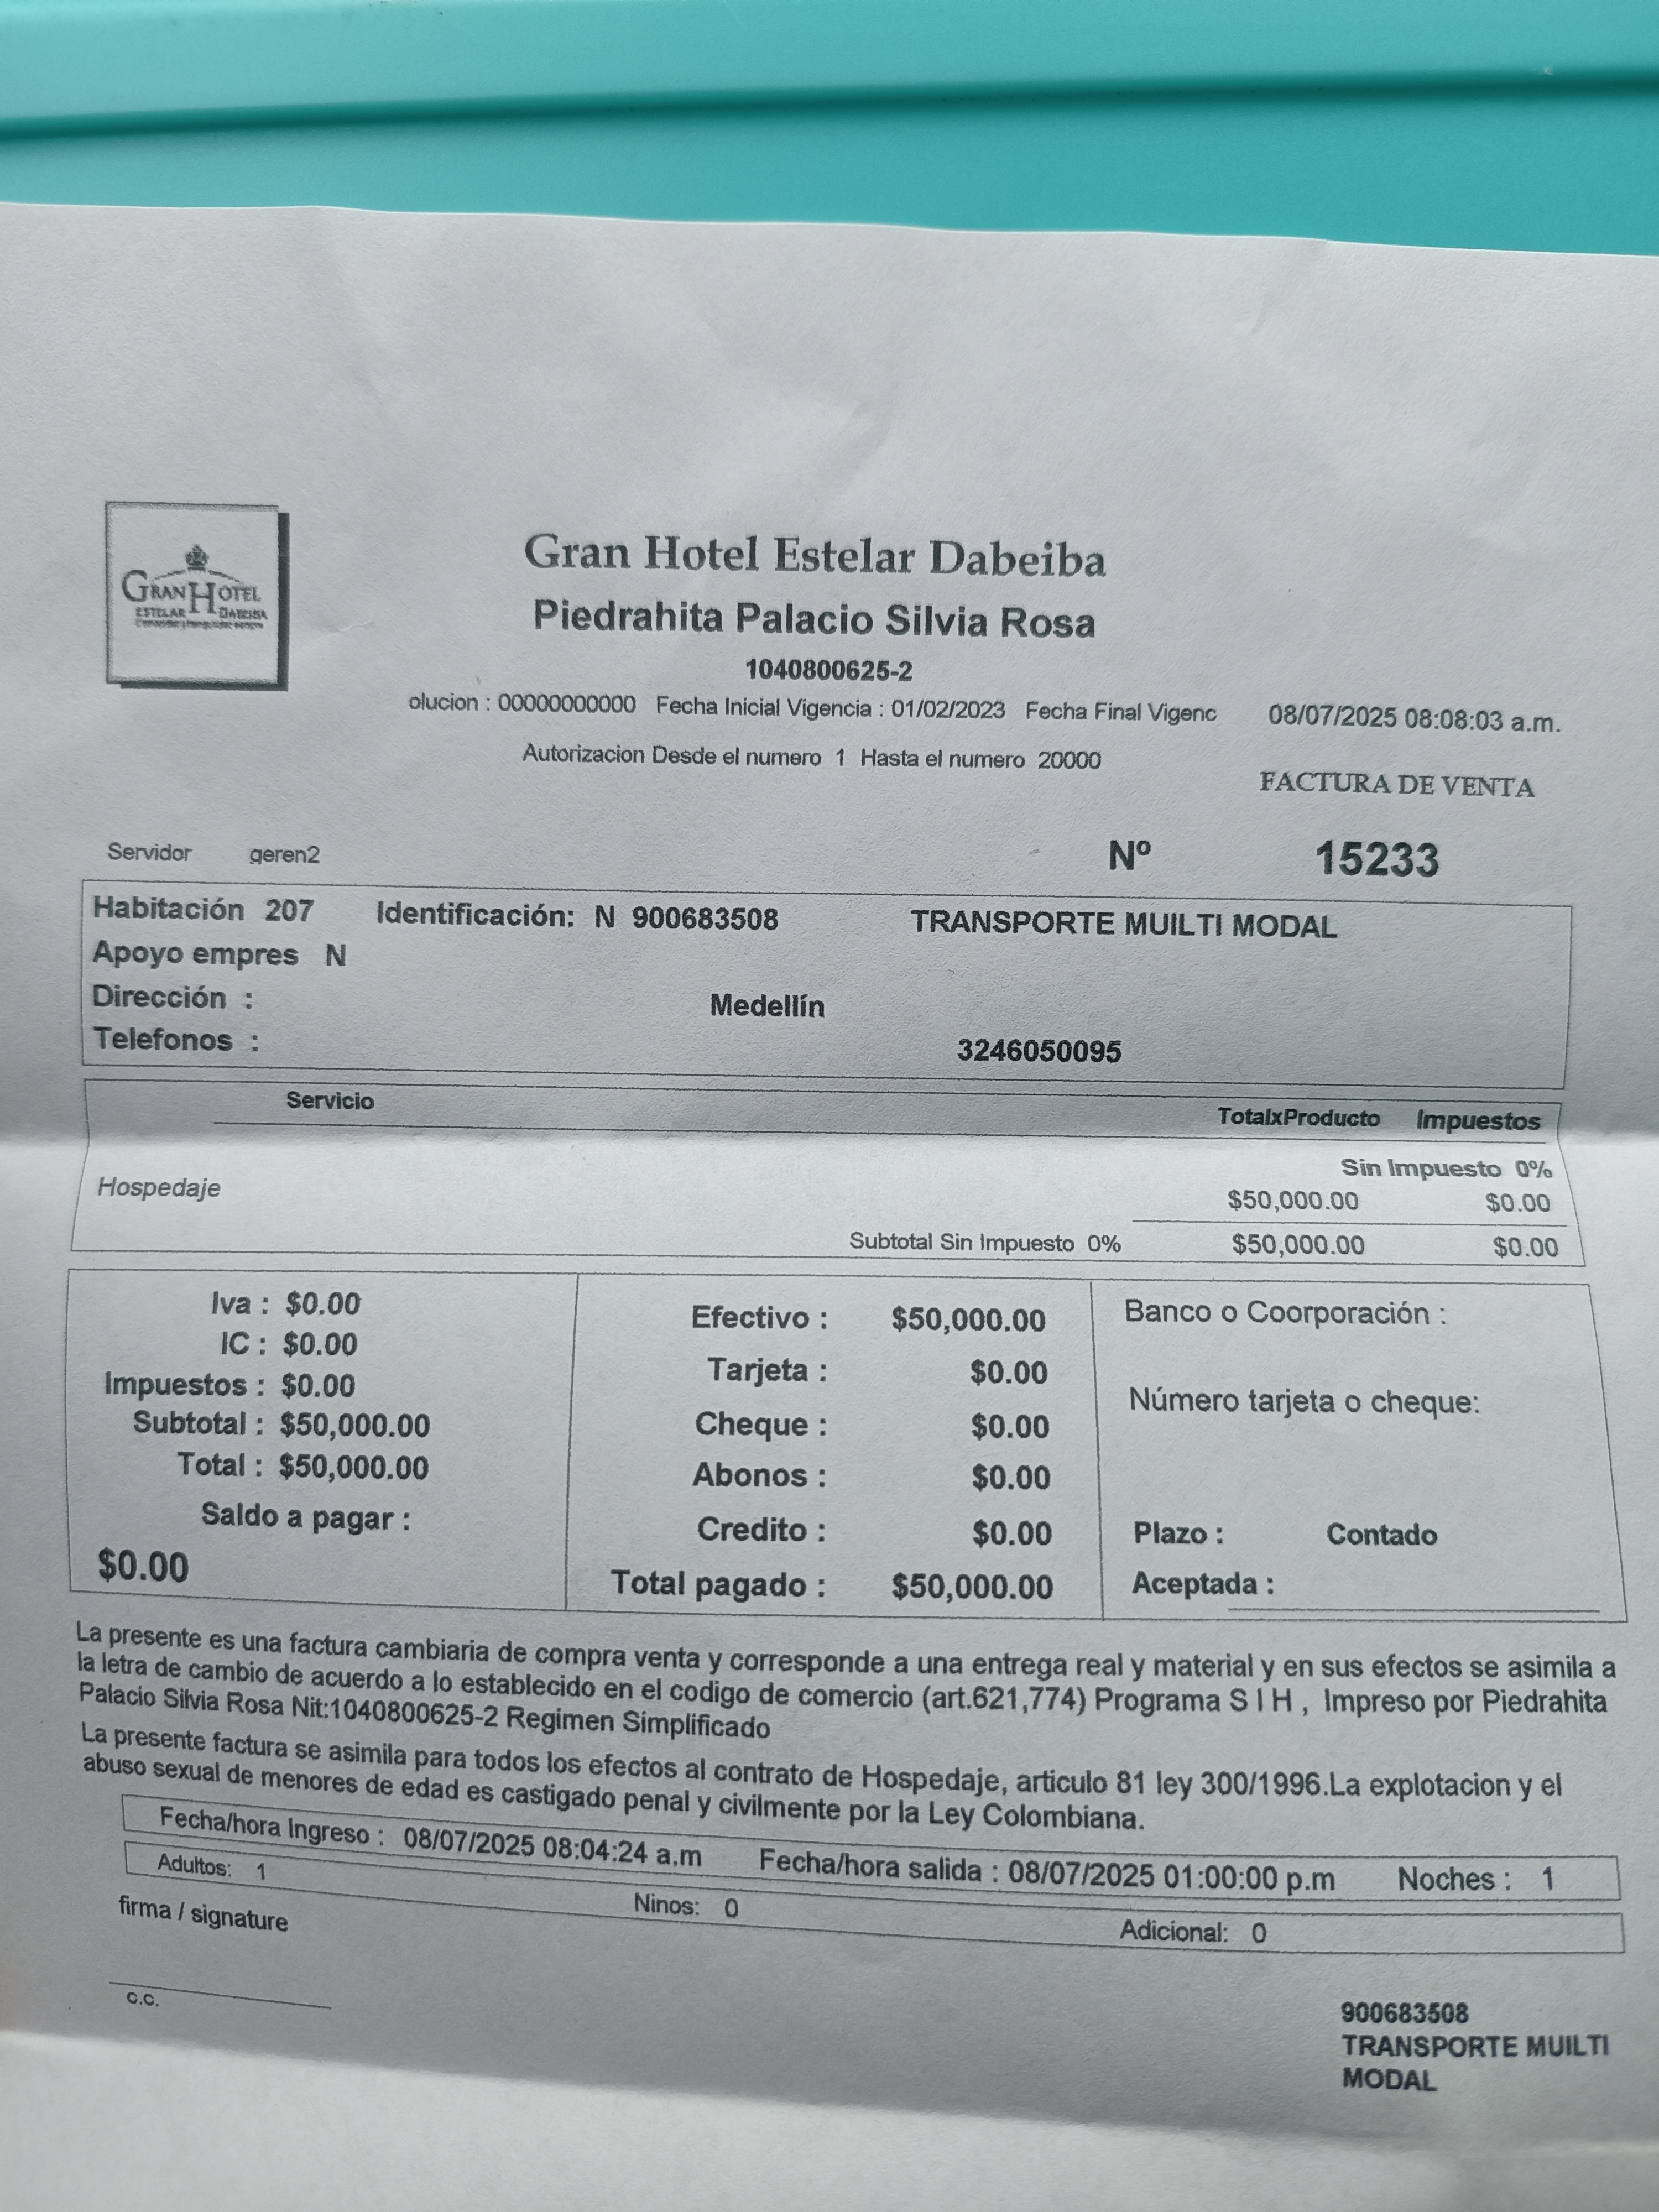 GRAN HOTEL
ESTELAR DABEIBA
Gran Hotel Estelar Dabeiba
Piedrahita Palacio Silvia Rosa
1040800625-2
olucion : 00000000000 Fecha Inicial Vigencia : 01/02/2023 Fecha Final Vigenc 08/07/2025 08:08:03 a.m.
Autorizacion Desde el numero 1 Hasta el numero 20000
FACTURA DE VENTA
Servidor geren2
Nº 15233
Habitación 207 Identificación: N 900683508 TRANSPORTE MUILTI MODAL
Apoyo empres N
Dirección : Medellín
Telefonos : 3246050095
Servicio TotalxProducto Impuestos
Sin Impuesto 0%
Hospedaje $50,000.00 $0.00
Subtotal Sin Impuesto 0% $50,000.00 $0.00
Iva : $0.00
IC : $0.00
Impuestos : $0.00
Subtotal : $50,000.00
Total : $50,000.00
Saldo a pagar :
$0.00
Efectivo : $50,000.00
Tarjeta : $0.00
Cheque : $0.00
Abonos : $0.00
Credito : $0.00
Total pagado : $50,000.00
Banco o Coorporación :
Número tarjeta o cheque:
Plazo : Contado
Aceptada :
La presente es una factura cambiaria de compra venta y corresponde a una entrega real y material y en sus efectos se asimila a
la letra de cambio de acuerdo a lo establecido en el codigo de comercio (art.621,774) Programa S I H , Impreso por Piedrahita
Palacio Silvia Rosa Nit:1040800625-2 Regimen Simplificado
La presente factura se asimila para todos los efectos al contrato de Hospedaje, articulo 81 ley 300/1996.La explotacion y el
abuso sexual de menores de edad es castigado penal y civilmente por la Ley Colombiana.
Fecha/hora Ingreso : 08/07/2025 08:04:24 a.m Fecha/hora salida : 08/07/2025 01:00:00 p.m Noches : 1
Adultos: 1 Ninos: 0 Adicional: 0
firma / signature
c.c.
900683508
TRANSPORTE MUILTI
MODAL